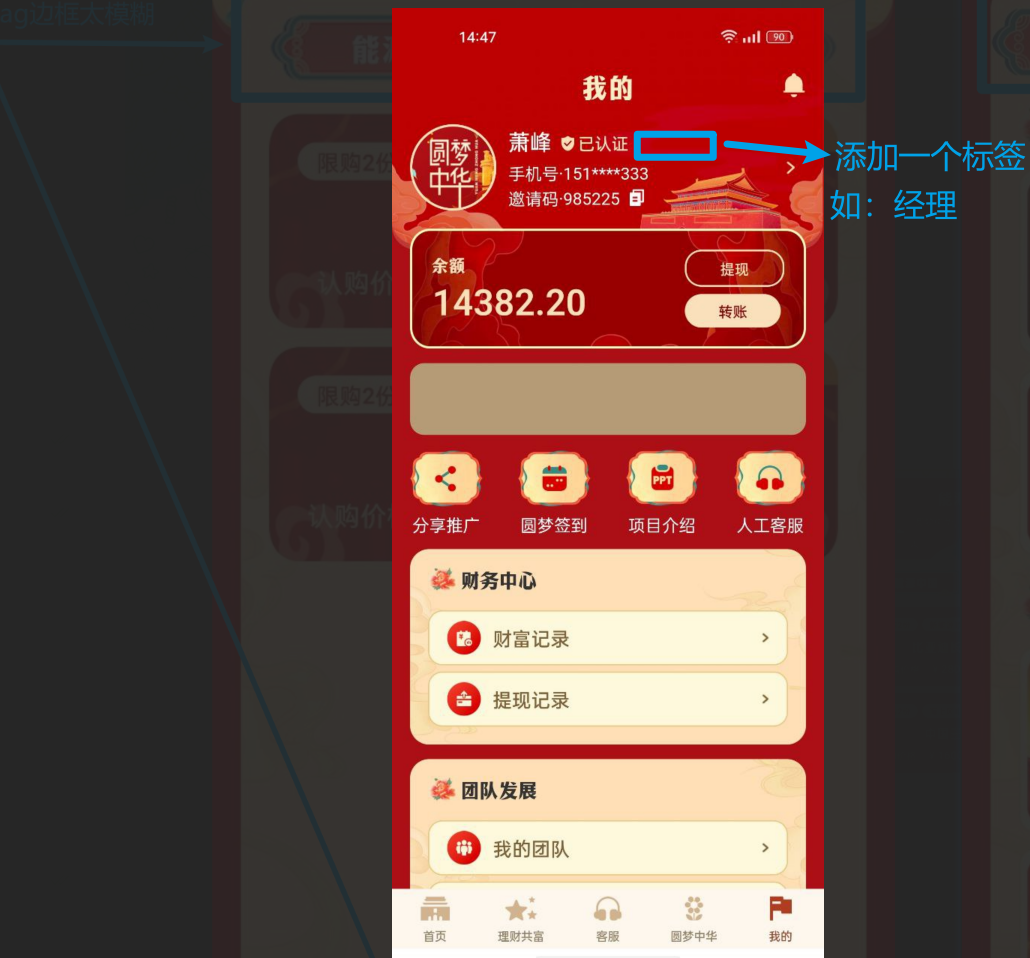 ag边框太模糊
能
14:47
90
我的
圆梦
中华
萧峰 已认证
手机号·151****333
邀请码·985225
添加一个标签
如：经理
限购2份
认购价
余额
14382.20
提现
转账
限购2份
认购价
PPT
分享推广 圆梦签到 项目介绍 人工客服
财务中心
财富记录
提现记录
团队发展
我的团队
首页 理财共富 客服 圆梦中华 我的